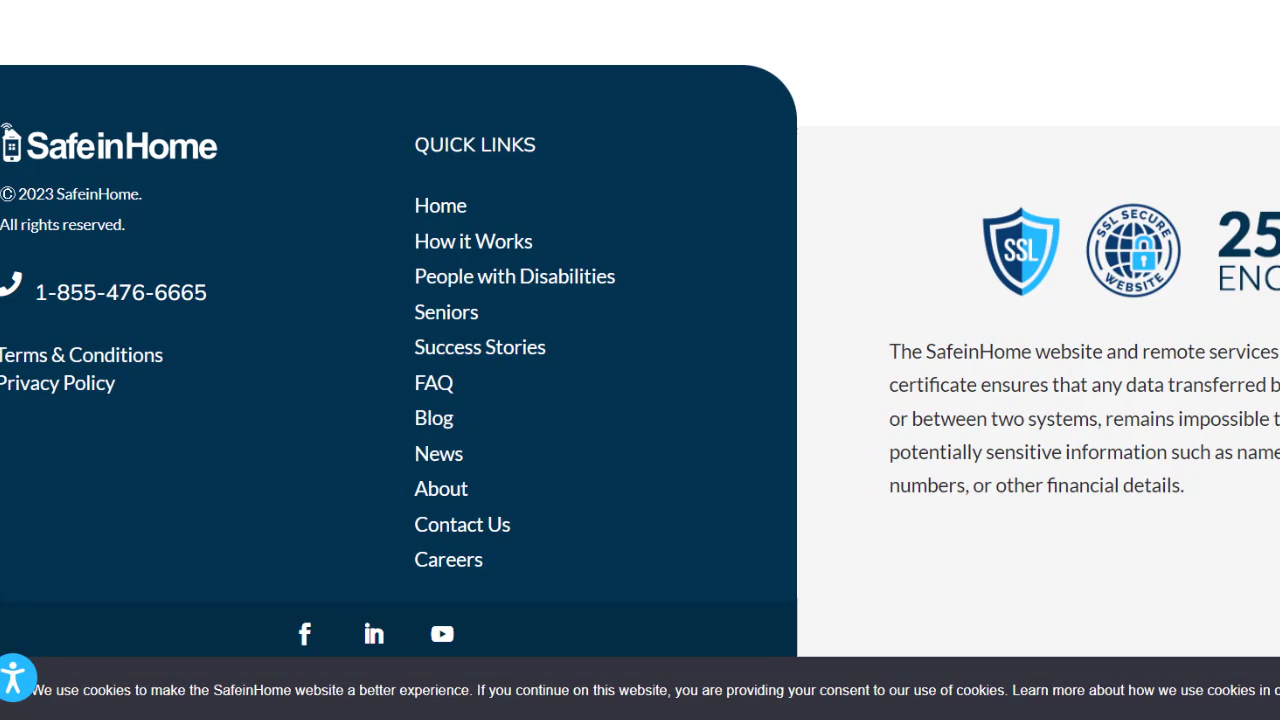 SafeinHome
© 2023 SafeinHome.
All rights reserved.
1-855-476-6665
Terms & Conditions
Privacy Policy
QUICK LINKS
Home
How it Works
People with Disabilities
Seniors
Success Stories
FAQ
Blog
News
About
Contact Us
Careers
SSL
SSL SECURE WEBSITE
25
ENC
The SafeinHome website and remote services
certificate ensures that any data transferred b
or between two systems, remains impossible t
potentially sensitive information such as name
numbers, or other financial details.
We use cookies to make the SafeinHome website a better experience. If you continue on this website, you are providing your consent to our use of cookies. Learn more about how we use cookies in